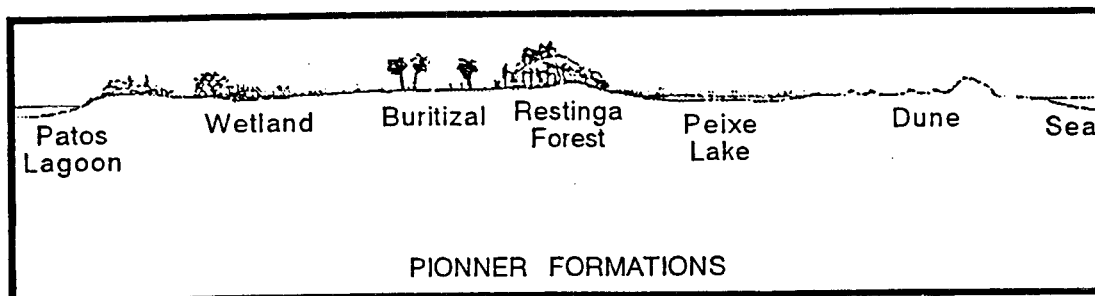 Patos
Lagoon
Wetland
Buritizal
Restinga
Forest
Peixe
Lake
Dune
Sea
PIONNER FORMATIONS